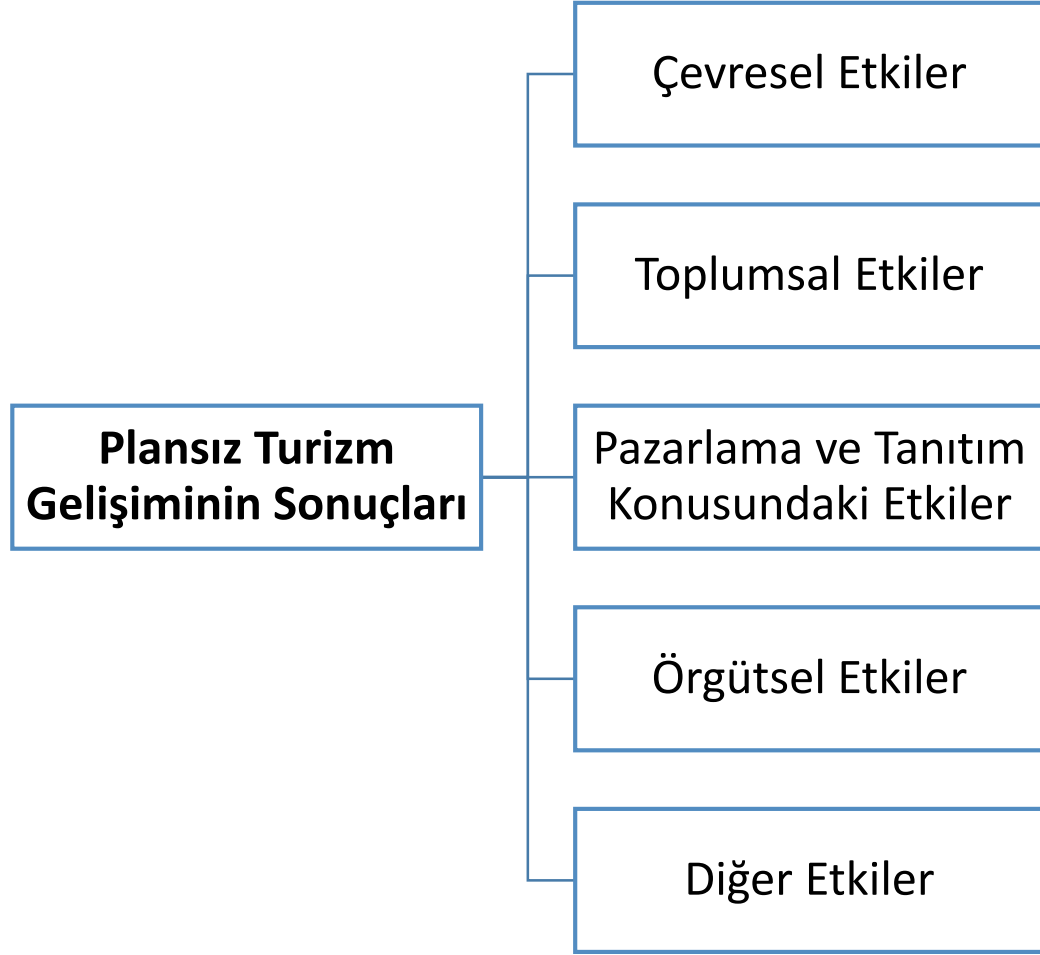 Çevresel Etkiler
Toplumsal Etkiler
Plansız Turizm
Gelişiminin Sonuçları
Pazarlama ve Tanıtım
Konusundaki Etkiler
Örgütsel Etkiler
Diğer Etkiler